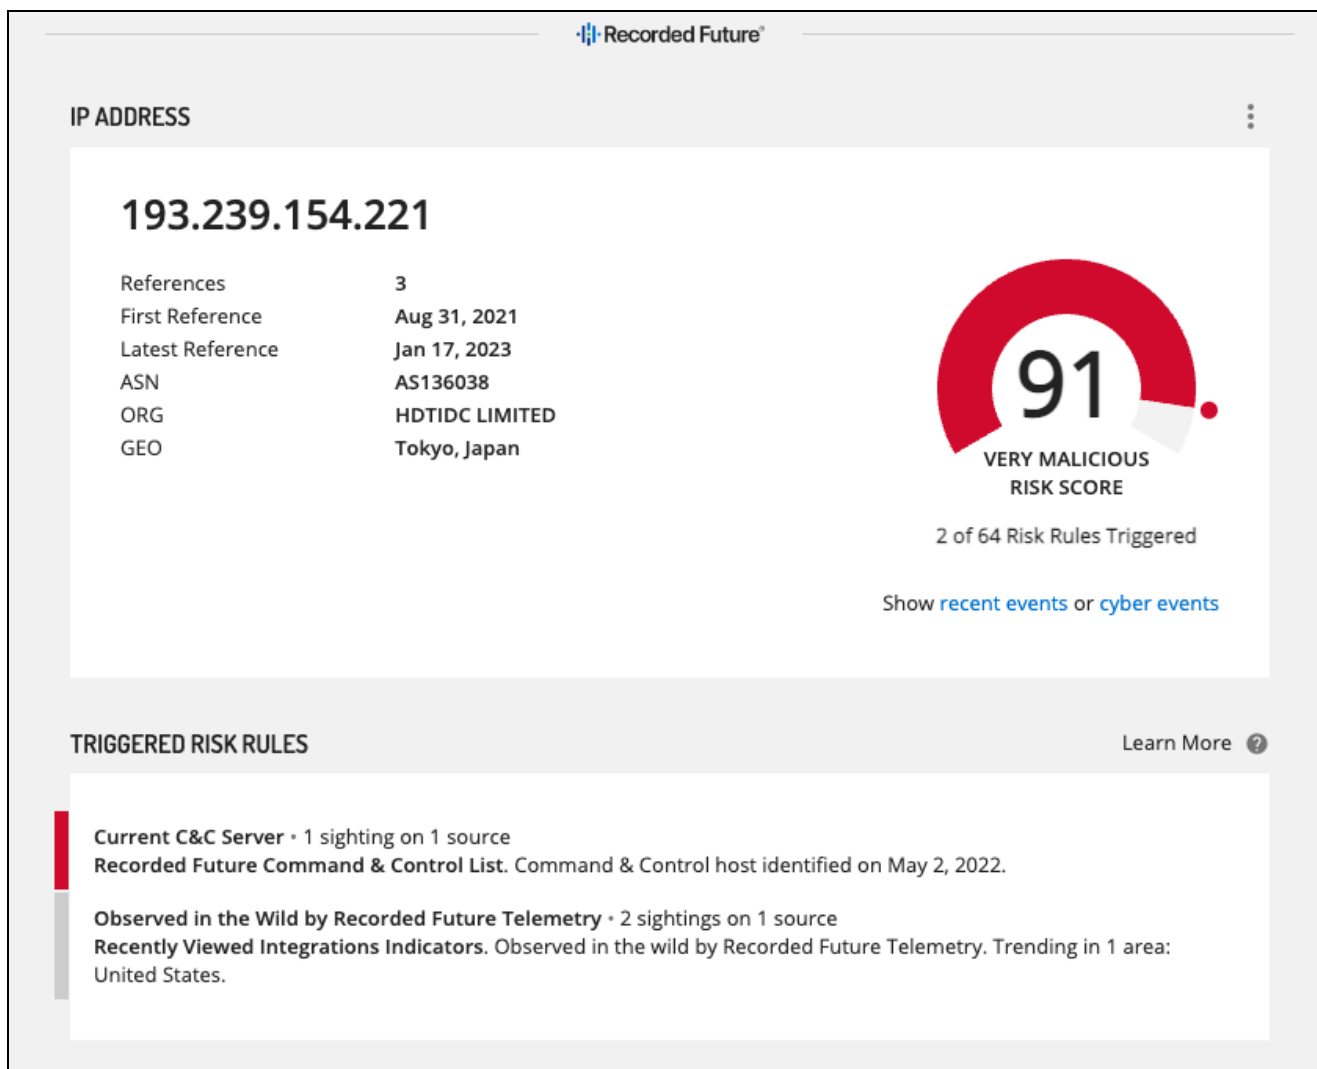 Recorded Future®
IP ADDRESS
193.239.154.221
References 3
First Reference Aug 31, 2021
Latest Reference Jan 17, 2023
ASN AS136038
ORG HDTIDC LIMITED
GEO Tokyo, Japan
91
VERY MALICIOUS
RISK SCORE
2 of 64 Risk Rules Triggered
Show recent events or cyber events
TRIGGERED RISK RULES
Learn More ?
Current C&C Server • 1 sighting on 1 source
Recorded Future Command & Control List. Command & Control host identified on May 2, 2022.
Observed in the Wild by Recorded Future Telemetry • 2 sightings on 1 source
Recently Viewed Integrations Indicators. Observed in the wild by Recorded Future Telemetry. Trending in 1 area:
United States.